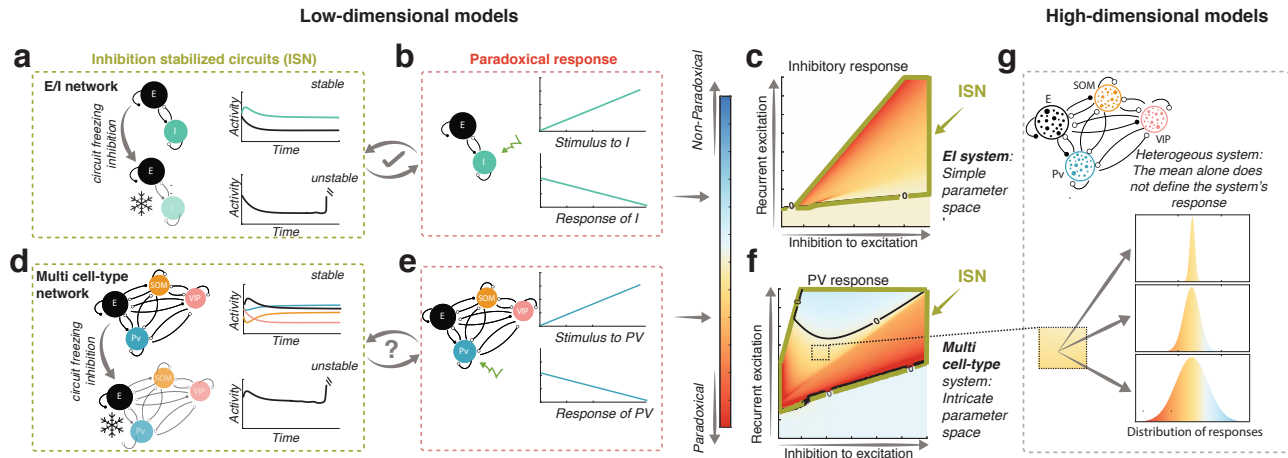 Low-dimensional models
High-dimensional models
a
Inhibition stabilized circuits (ISN)
E/I network
E
I
circuit freezing
inhibition
E
I
stable
Activity
Time
unstable
Activity
Time
b
Paradoxical response
E
I
Stimulus to I
Response of I
Non-Paradoxical
Paradoxical
c
Inhibitory response
ISN
Recurrent excitation
0
0
Inhibition to excitation
EI system:
Simple
parameter
space
d
Multi cell-type
network
E
SOM
VIP
Pv
circuit freezing
inhibition
E
SOM
VIP
Pv
stable
Activity
Time
unstable
Activity
Time
?
e
E
SOM
VIP
Pv
Stimulus to PV
Response of PV
f
PV response
ISN
Recurrent excitation
0
0
0
Inhibition to excitation
Multi
cell-type
system:
Intricate
parameter
space
g
E
SOM
VIP
Pv
Heterogeous system:
The mean alone does
not define the system's
response
Distribution of responses